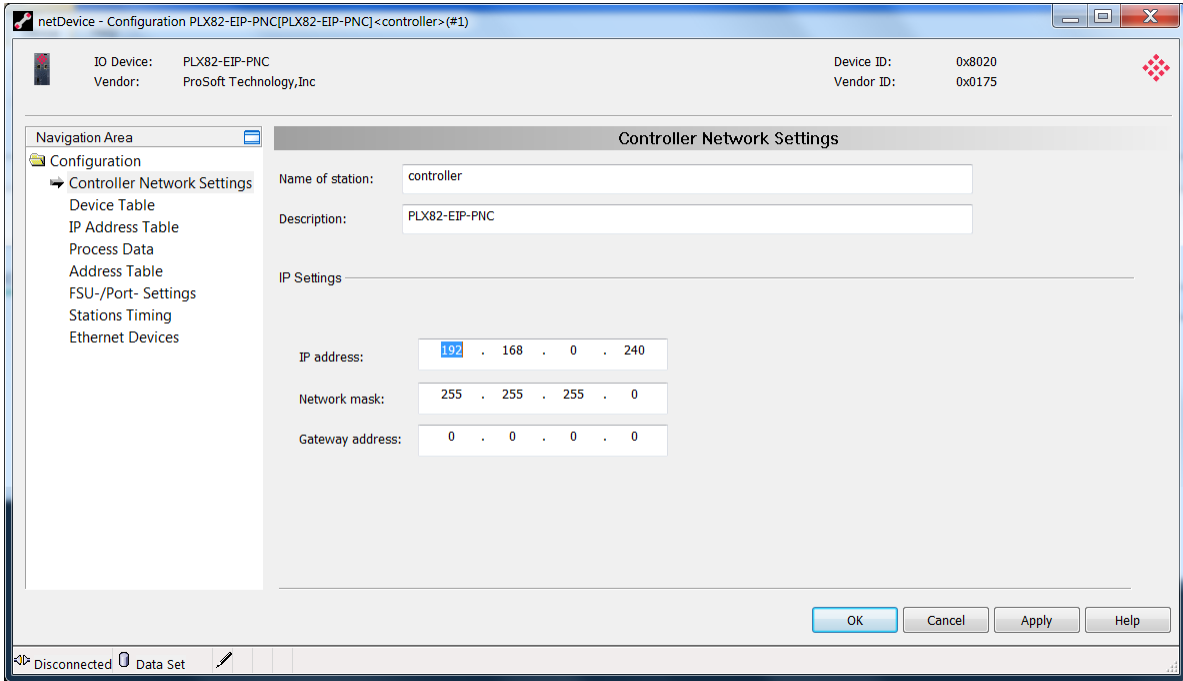 netDevice - Configuration PLX82-EIP-PNC[PLX82-EIP-PNC]<controller>(#1)
IO Device: PLX82-EIP-PNC
Vendor: ProSoft Technology,Inc
Device ID: 0x8020
Vendor ID: 0x0175
Navigation Area
Configuration
Controller Network Settings
Device Table
IP Address Table
Process Data
Address Table
FSU-/Port- Settings
Stations Timing
Ethernet Devices
Controller Network Settings
Name of station: controller
Description: PLX82-EIP-PNC
IP Settings
IP address: 192 . 168 . 0 . 240
Network mask: 255 . 255 . 255 . 0
Gateway address: 0 . 0 . 0 . 0
OK Cancel Apply Help
Disconnected Data Set